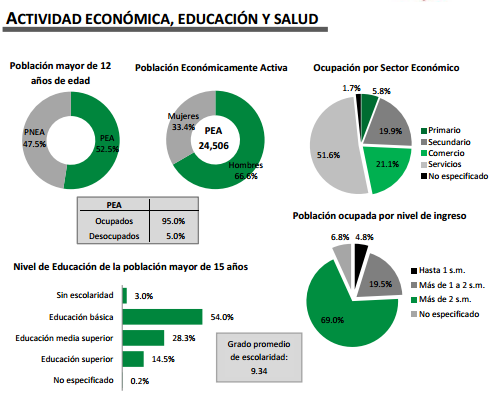 ACTIVIDAD ECONÓMICA, EDUCACIÓN Y SALUD
Población mayor de 12
años de edad
PNEA
47.5%
PEA
52.5%
Población Económicamente Activa
Mujeres
33.4%
PEA
24,506
Hombres
66.6%
PEA
Ocupados 95.0%
Desocupados 5.0%
Ocupación por Sector Económico
1.7%
5.8%
19.9%
21.1%
51.6%
Primario
Secundario
Comercio
Servicios
No especificado
Población ocupada por nivel de ingreso
6.8%
4.8%
19.5%
69.0%
Hasta 1 s.m.
Más de 1 a 2 s.m.
Más de 2 s.m.
No especificado
Nivel de Educación de la población mayor de 15 años
Sin escolaridad 3.0%
Educación básica 54.0%
Educación media superior 28.3%
Educación superior 14.5%
No especificado 0.2%
Grado promedio
de escolaridad:
9.34